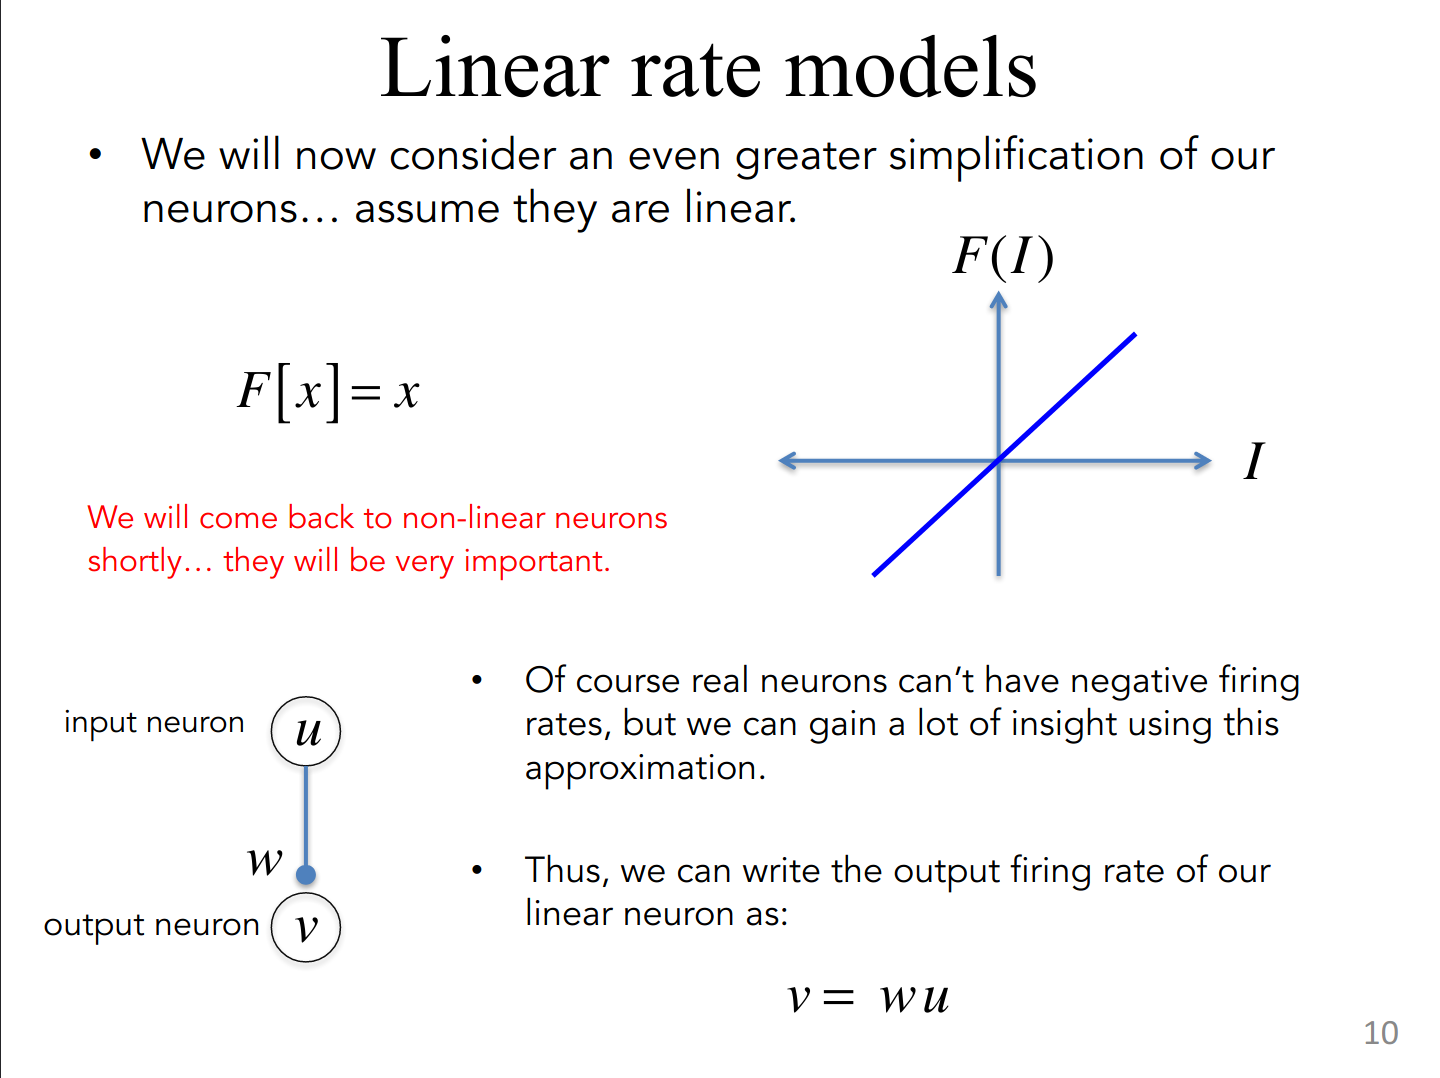 Linear rate models
• We will now consider an even greater simplification of our
neurons… assume they are linear.
F(I)
F[x]= x
I
We will come back to non-linear neurons
shortly… they will be very important.
• Of course real neurons can’t have negative firing
rates, but we can gain a lot of insight using this
approximation.
input neuron u
w
output neuron v
• Thus, we can write the output firing rate of our
linear neuron as:
v = w u
10